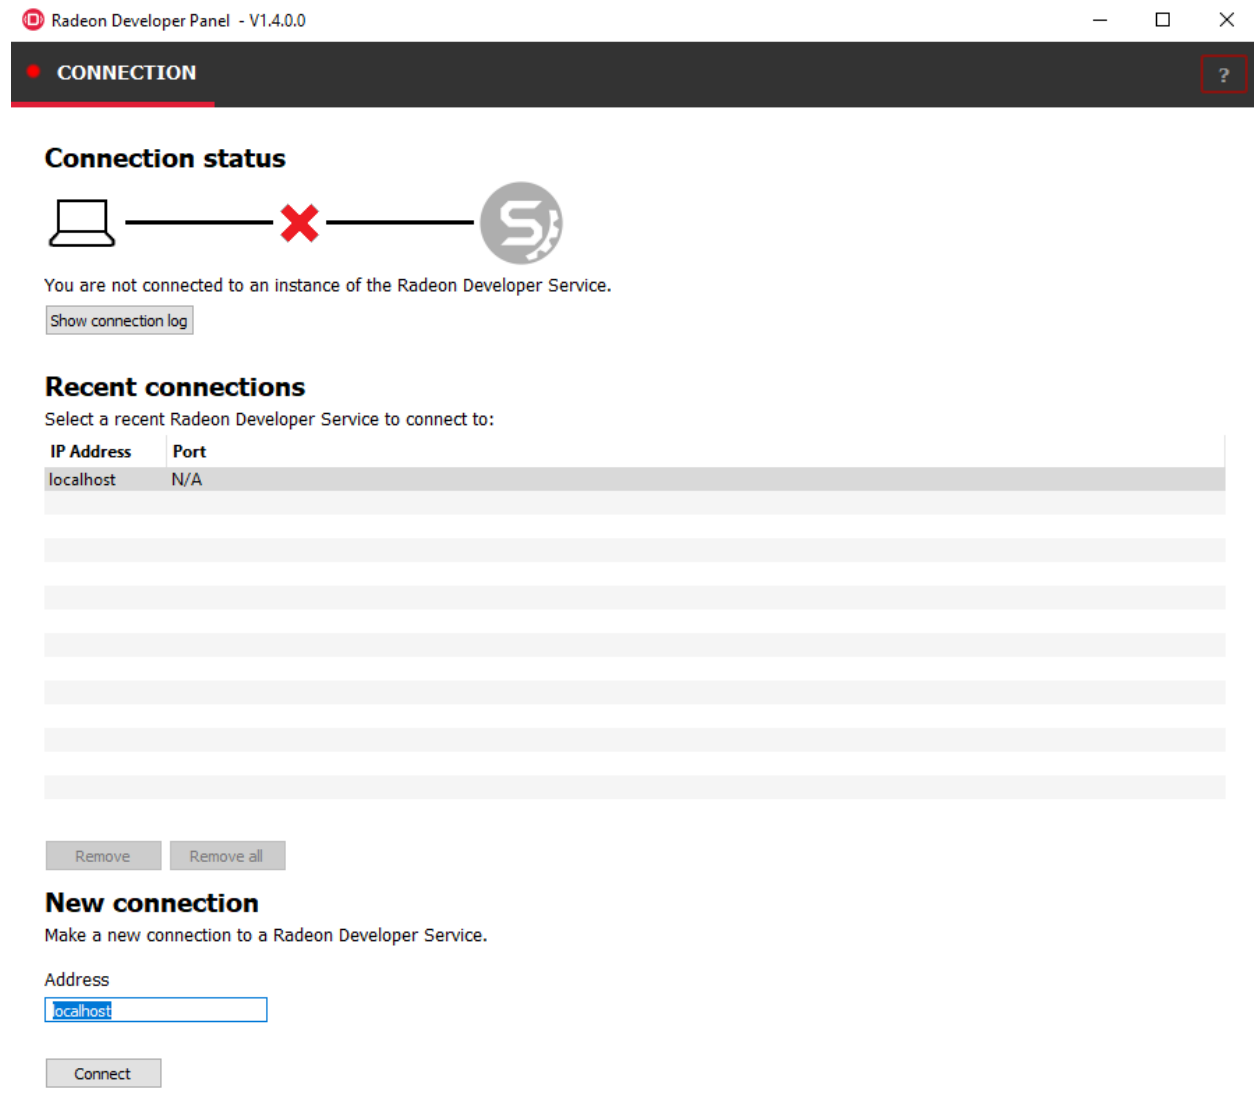 Radeon Developer Panel - V1.4.0.0
CONNECTION
?
Connection status
You are not connected to an instance of the Radeon Developer Service.
Show connection log
Recent connections
Select a recent Radeon Developer Service to connect to:
IP Address Port
localhost N/A
Remove Remove all
New connection
Make a new connection to a Radeon Developer Service.
Address
localhost
Connect